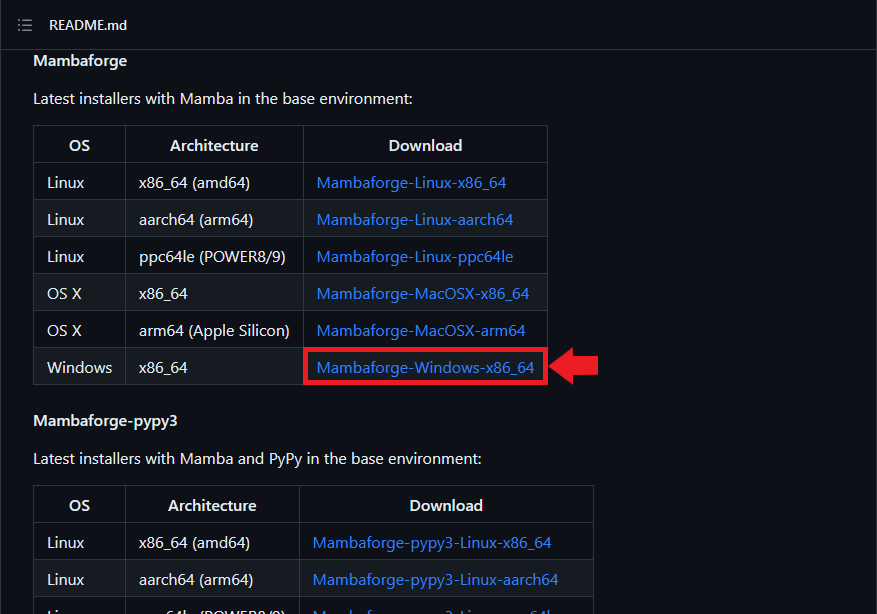 README.md
Mambaforge
Latest installers with Mamba in the base environment:
OS Architecture Download
Linux x86_64 (amd64) Mambaforge-Linux-x86_64
Linux aarch64 (arm64) Mambaforge-Linux-aarch64
Linux ppc64le (POWER8/9) Mambaforge-Linux-ppc64le
OS X x86_64 Mambaforge-MacOSX-x86_64
OS X arm64 (Apple Silicon) Mambaforge-MacOSX-arm64
Windows x86_64 Mambaforge-Windows-x86_64
Mambaforge-pypy3
Latest installers with Mamba and PyPy in the base environment:
OS Architecture Download
Linux x86_64 (amd64) Mambaforge-pypy3-Linux-x86_64
Linux aarch64 (arm64) Mambaforge-pypy3-Linux-aarch64